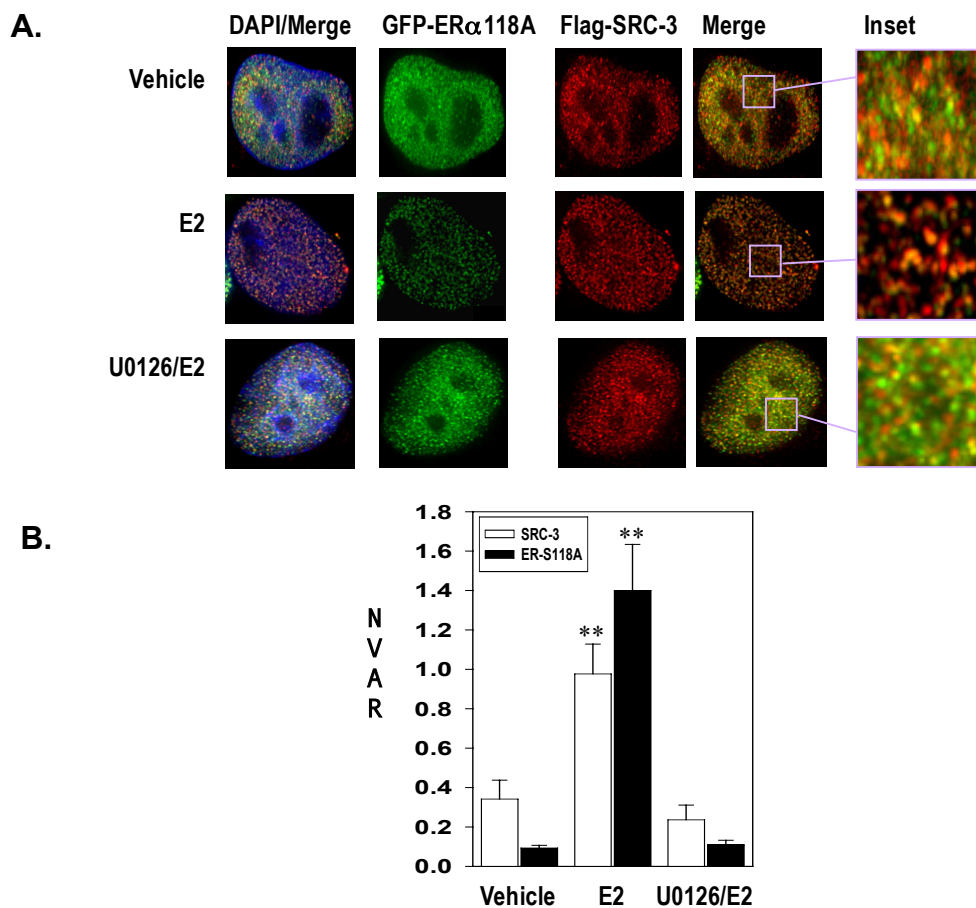 A.
DAPI/Merge GFP-ERα118A Flag-SRC-3 Merge Inset
Vehicle
E2
U0126/E2
B.
1.8
1.6
1.4
1.2
1.0
0.8
0.6
0.4
0.2
0.0
NVAR
SRC-3
ER-S118A
**
**
Vehicle E2 U0126/E2